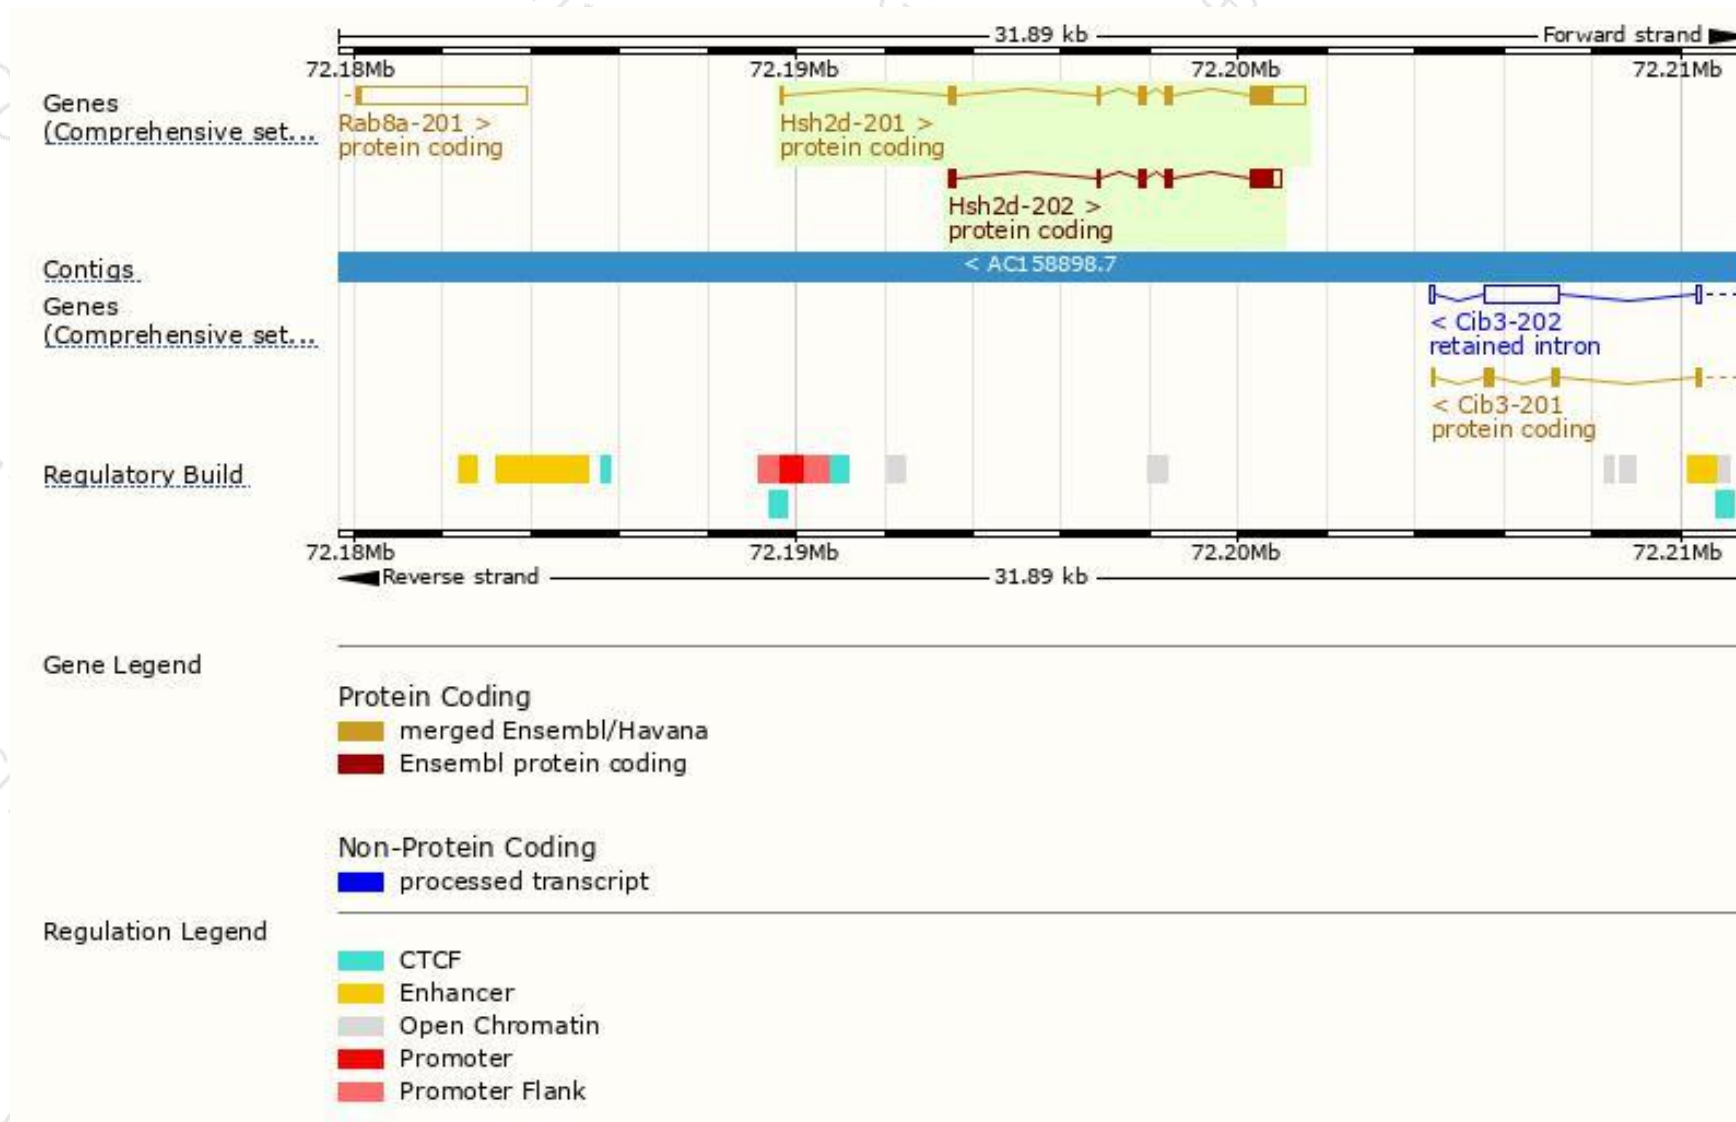 31.89 kb Forward strand
72.18Mb 72.19Mb 72.20Mb 72.21Mb
Genes
(Comprehensive set...
Rab8a-201 >
protein coding
Hsh2d-201 >
protein coding
Hsh2d-202 >
protein coding
Contigs
< AC158898.7
Genes
(Comprehensive set...
< Cib3-202
retained intron
< Cib3-201
protein coding
Regulatory Build
72.18Mb 72.19Mb 72.20Mb 72.21Mb
Reverse strand 31.89 kb
Gene Legend
Protein Coding
merged Ensembl/Havana
Ensembl protein coding
Non-Protein Coding
processed transcript
Regulation Legend
CTCF
Enhancer
Open Chromatin
Promoter
Promoter Flank